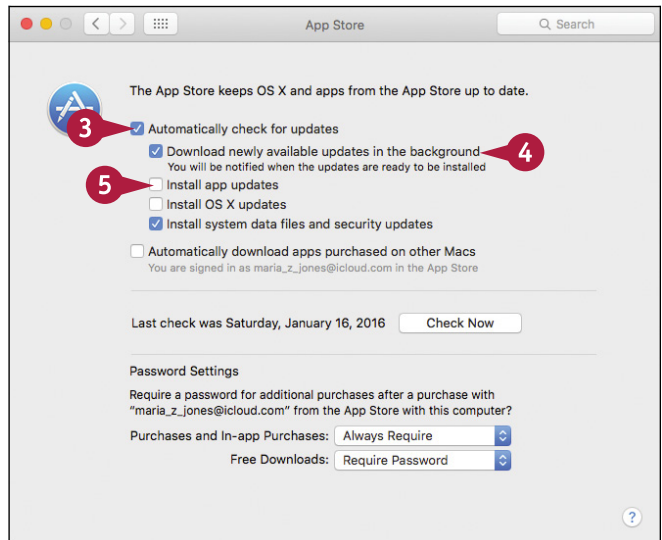 App Store
Search
The App Store keeps OS X and apps from the App Store up to date.
3
Automatically check for updates
Download newly available updates in the background
4
You will be notified when the updates are ready to be installed
5
Install app updates
Install OS X updates
Install system data files and security updates
Automatically download apps purchased on other Macs
You are signed in as maria_z_jones@icloud.com in the App Store
Last check was Saturday, January 16, 2016 Check Now
Password Settings
Require a password for additional purchases after a purchase with
"maria_z_jones@icloud.com" from the App Store with this computer?
Purchases and In-app Purchases: Always Require
Free Downloads: Require Password
?